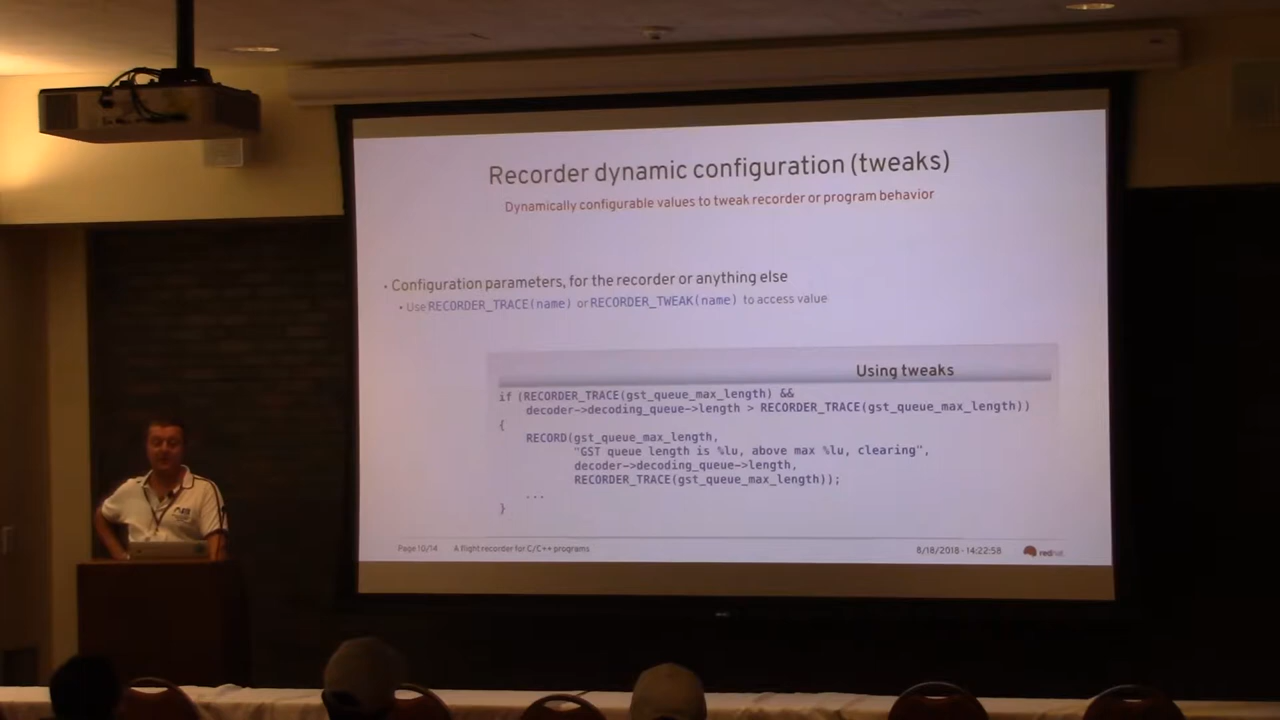 Recorder dynamic configuration (tweaks)
Dynamically configurable values to tweak recorder or program behavior
• Configuration parameters, for the recorder or anything else
• Use RECORDER_TRACE(name) or RECORDER_TWEAK(name) to access value
Using tweaks
if (RECORDER_TRACE(gst_queue_max_length) &&
decoder->decoding_queue->length > RECORDER_TRACE(gst_queue_max_length))
{
RECORD(gst_queue_max_length,
"GST queue length is %lu, above max %lu, clearing",
decoder->decoding_queue->length,
RECORDER_TRACE(gst_queue_max_length));
...
}
Page 10/14 A flight recorder for C/C++ programs 8/18/2018 - 14:22:58 redhat